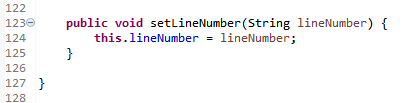 122
123    public void setLineNumber(String lineNumber) {
124        this.lineNumber = lineNumber;
125    }
126
127 }
128